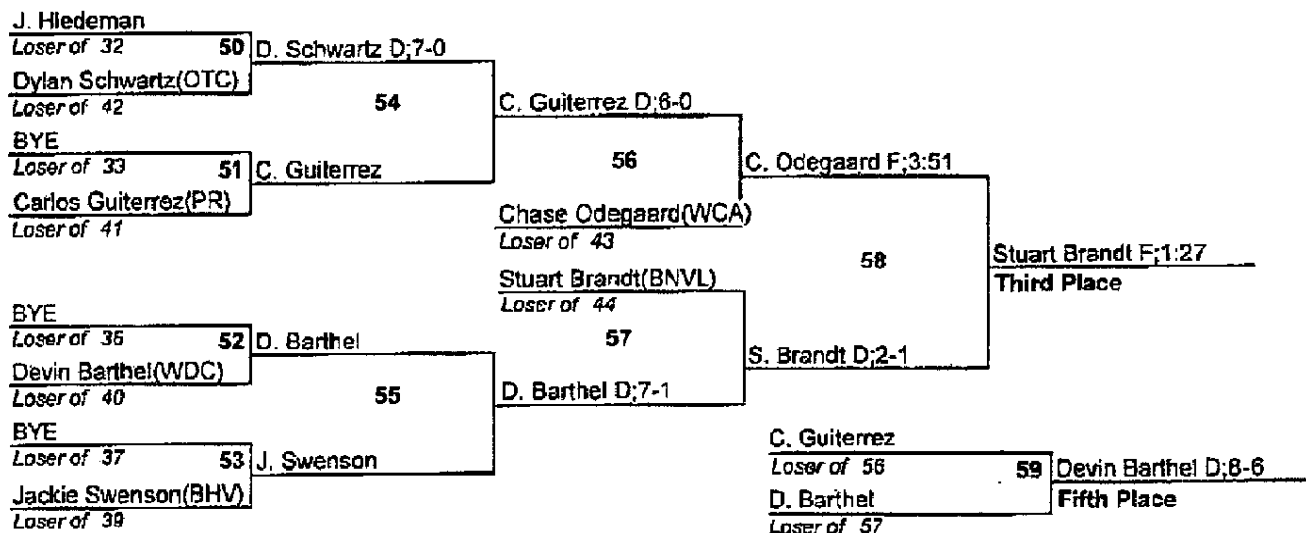 J. Hiedeman
Loser of 32
50
D. Schwartz D;7-0
Dylan Schwartz(OTC)
Loser of 42
54
C. Guiterrez D;6-0
BYE
Loser of 33
51
C. Guiterrez
Carlos Guiterrez(PR)
Loser of 41
56
C. Odegaard F;3:51
Chase Odegaard(WCA)
Loser of 43
58
Stuart Brandt F;1:27
Third Place
Stuart Brandt(BNVL)
Loser of 44
BYE
Loser of 36
52
D. Barthel
Devin Barthel(WDC)
Loser of 40
57
S. Brandt D;2-1
55
D. Barthel D;7-1
BYE
Loser of 37
53
J. Swenson
Jackie Swenson(BHV)
Loser of 39
C. Guiterrez
Loser of 56
59
Devin Barthel D;8-6
Fifth Place
D. Barthel
Loser of 57